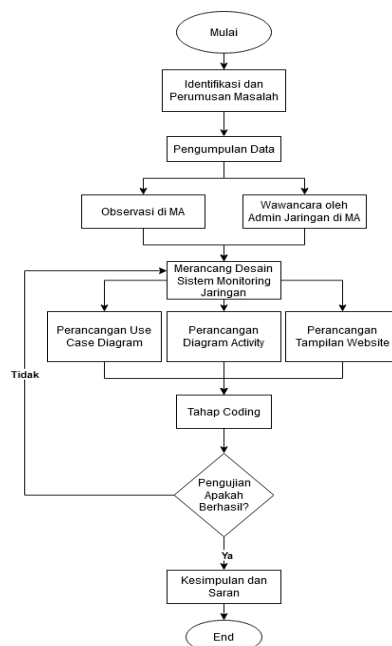 Mulai
Identifikasi dan
Perumusan Masalah
Pengumpulan Data
Observasi di MA
Wawancara oleh
Admin Jaringan di MA
Merancang Desain
Sistem Monitoring
Jaringan
Perancangan Use
Case Diagram
Perancangan
Diagram Activity
Perancangan
Tampilan Website
Tidak
Tahap Coding
Pengujian
Apakah
Berhasil?
Ya
Kesimpulan dan
Saran
End